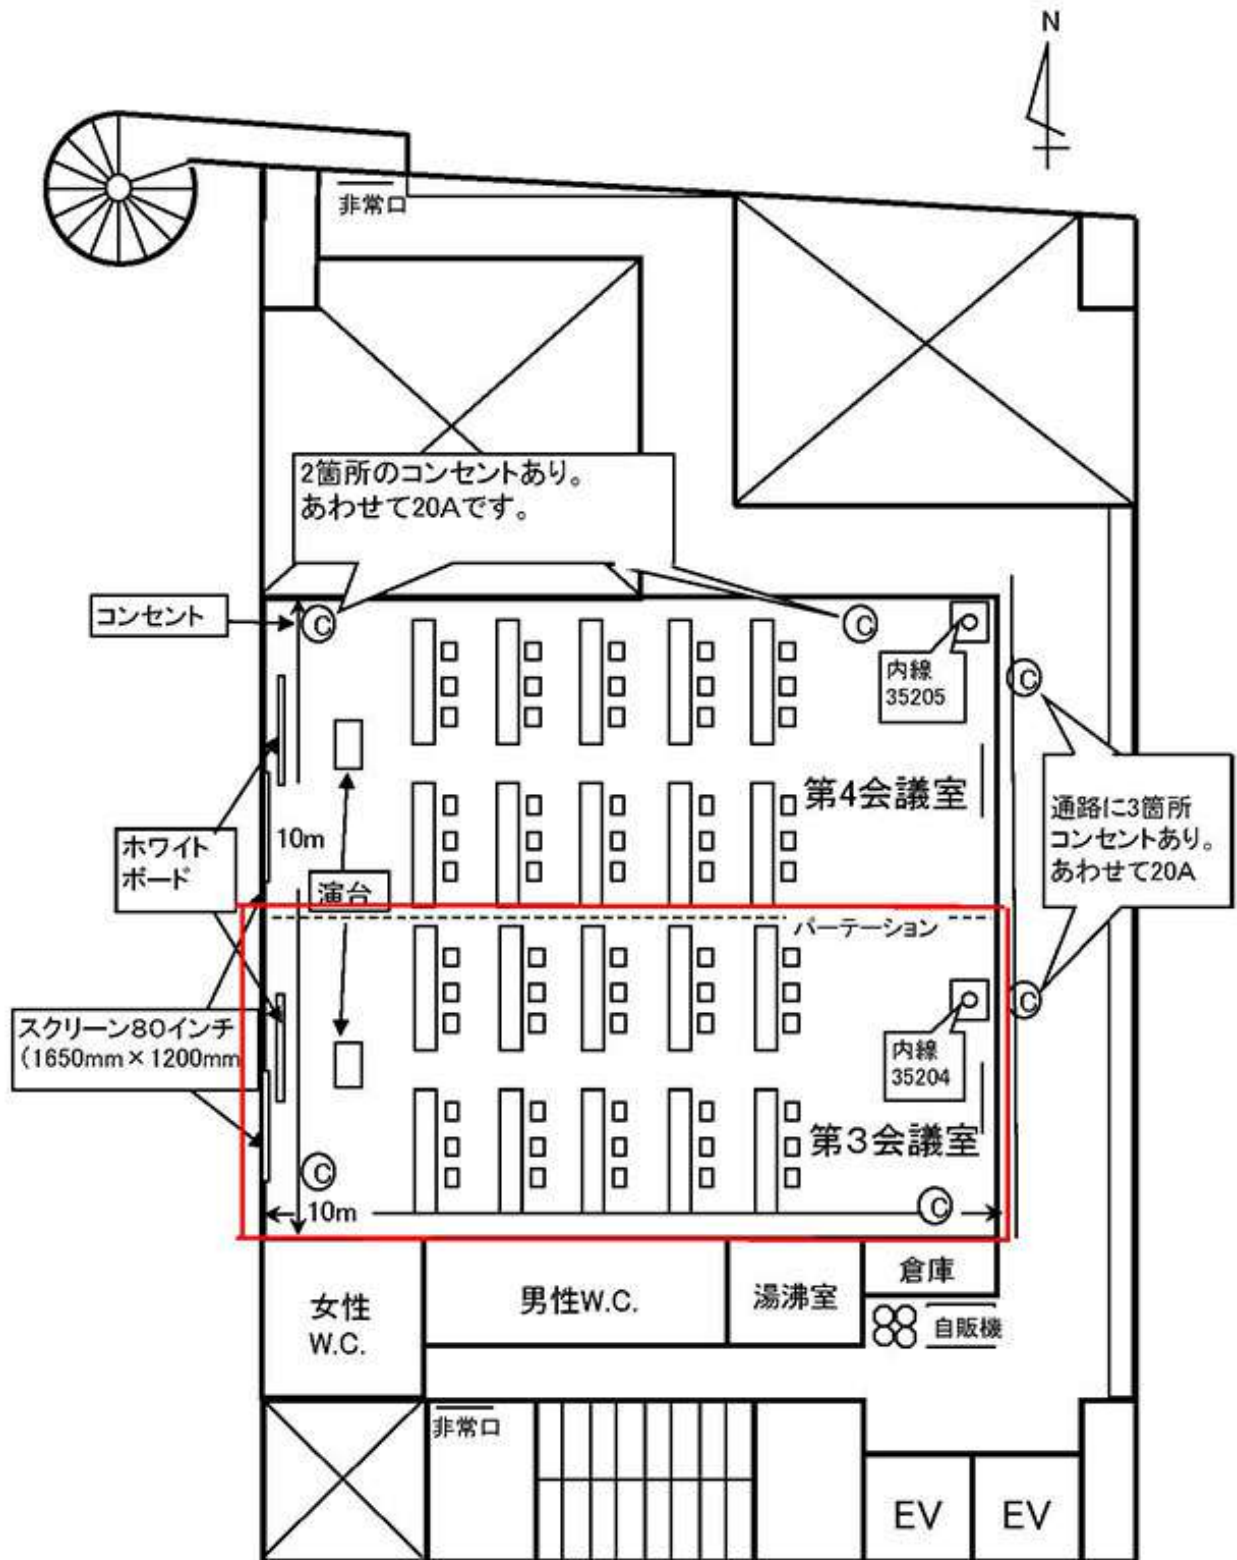 N
非常口
2箇所のコンセントあり。
あわせて20Aです。
コンセント
C
C
内線
35205
C
第4会議室
通路に3箇所
コンセントあり。
あわせて20A
10m
ホワイト
ボード
演台
パーテーション
スクリーン80インチ
(1650mm×1200mm
C
内線
35204
第3会議室
C
C
10m
女性
W.C.
男性W.C.
湯沸室
倉庫
自販機
非常口
EV
EV